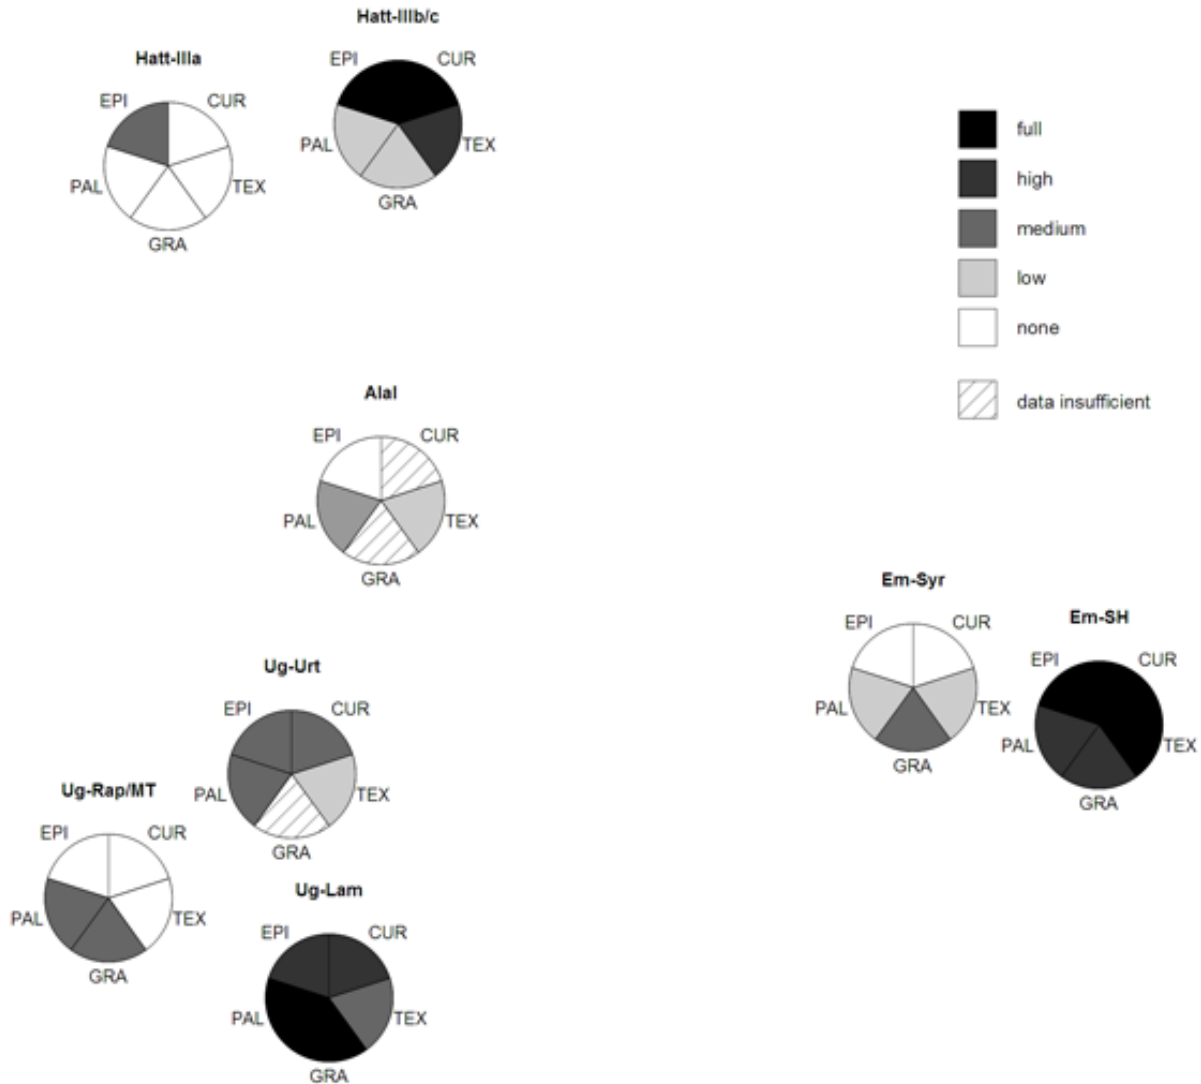 Hatt-IIIb/c
EPI CUR
PAL TEX
GRA
Hatt-IIIa
EPI CUR
PAL TEX
GRA
full
high
medium
low
none
data insufficient
Alal
EPI CUR
PAL TEX
GRA
Em-Syr
EPI CUR
PAL TEX
GRA
Em-SH
EPI CUR
PAL TEX
GRA
Ug-Urt
EPI CUR
PAL TEX
GRA
Ug-Rap/MT
EPI CUR
PAL TEX
GRA
Ug-Lam
EPI CUR
PAL TEX
GRA